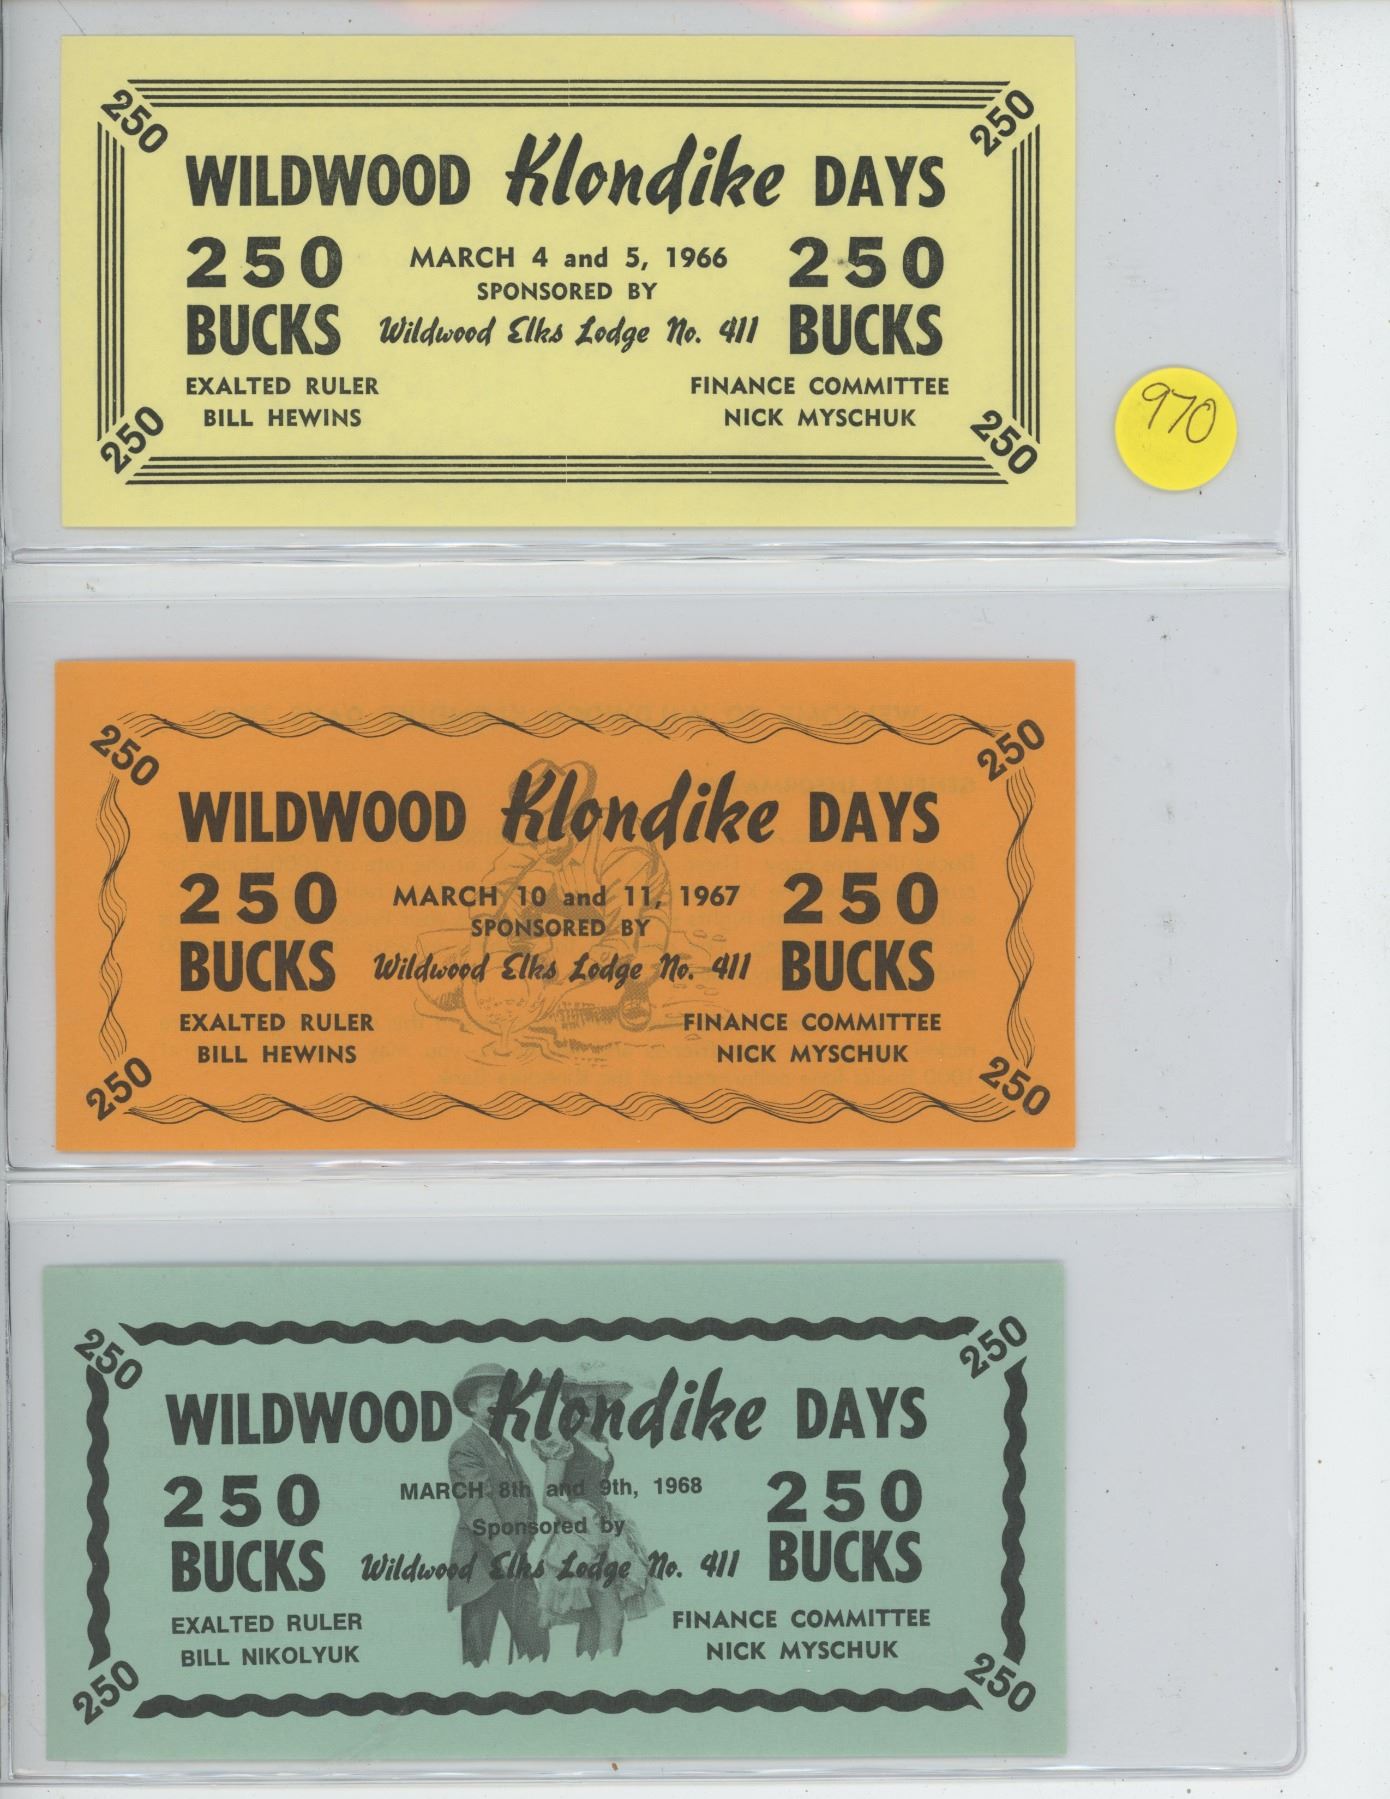 250 250
WILDWOOD Klondike DAYS
250 MARCH 4 and 5, 1966 250
SPONSORED BY
BUCKS Wildwood Elks Lodge No. 411 BUCKS
EXALTED RULER FINANCE COMMITTEE
BILL HEWINS NICK MYSCHUK
250 250
970
250 250
WILDWOOD Klondike DAYS
250 MARCH 10 and 11, 1967 250
SPONSORED BY
BUCKS Wildwood Elks Lodge No. 411 BUCKS
EXALTED RULER FINANCE COMMITTEE
BILL HEWINS NICK MYSCHUK
250 250
250 250
WILDWOOD Klondike DAYS
250 MARCH 8th and 9th, 1968 250
Sponsored by
BUCKS Wildwood Elks Lodge No. 411 BUCKS
EXALTED RULER FINANCE COMMITTEE
BILL NIKOLYUK NICK MYSCHUK
250 250